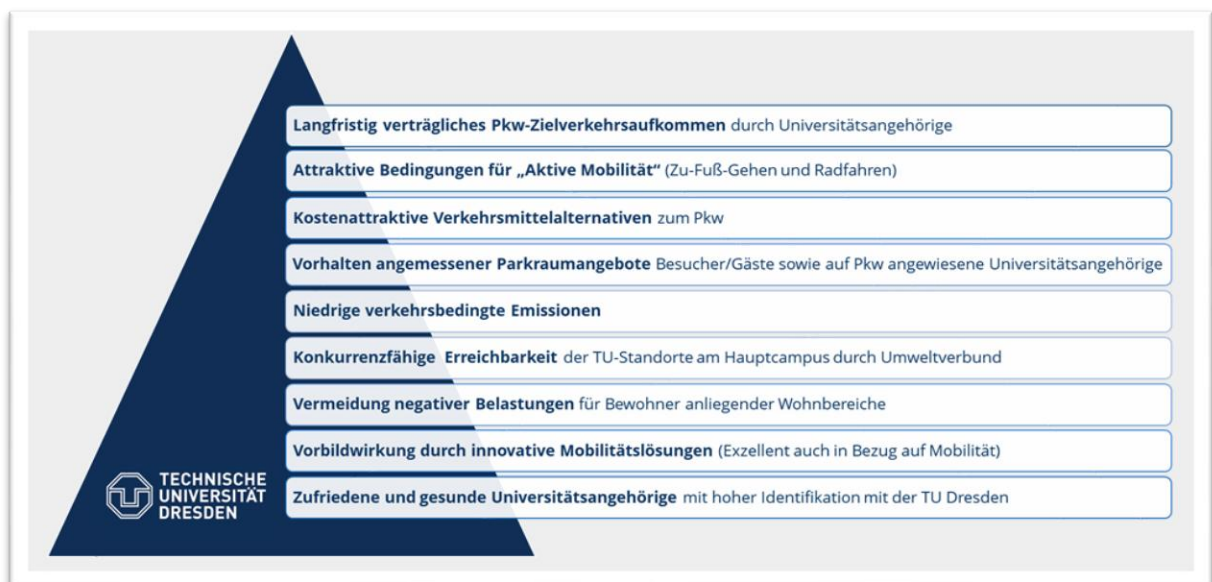 Langfristig verträgliches Pkw-Zielverkehrsaufkommen durch Universitätsangehörige
Attraktive Bedingungen für „Aktive Mobilität“ (Zu-Fuß-Gehen und Radfahren)
Kostenattraktive Verkehrsmittelalternativen zum Pkw
Vorhalten angemessener Parkraumangebote Besucher/Gäste sowie auf Pkw angewiesene Universitätsangehörige
Niedrige verkehrsbedingte Emissionen
Konkurrenzfähige Erreichbarkeit der TU-Standorte am Hauptcampus durch Umweltverbund
Vermeidung negativer Belastungen für Bewohner anliegender Wohnbereiche
Vorbildwirkung durch innovative Mobilitätslösungen (Exzellent auch in Bezug auf Mobilität)
Zufriedene und gesunde Universitätsangehörige mit hoher Identifikation mit der TU Dresden
TECHNISCHE
UNIVERSITÄT
DRESDEN